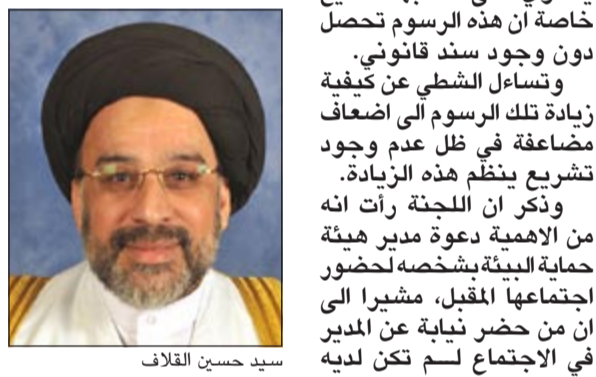 خاصة ان هذه الرسوم تحصل
دون وجود سند قانوني.
وتساءل الشطي عن كيفية
زيادة تلك الرسوم الى اضعاف
مضاعفة في ظل عدم وجود
تشريع ينظم هذه الزيادة.
وذكر ان اللجنة رأت انه
من الاهمية دعوة مدير هيئة
حماية البيئة بشخصه لحضور
اجتماعها المقبل، مشيرا الى
ان من حضر نيابة عن المدير
في الاجتماع لــم تكن لديه
سيد حسين القلاف